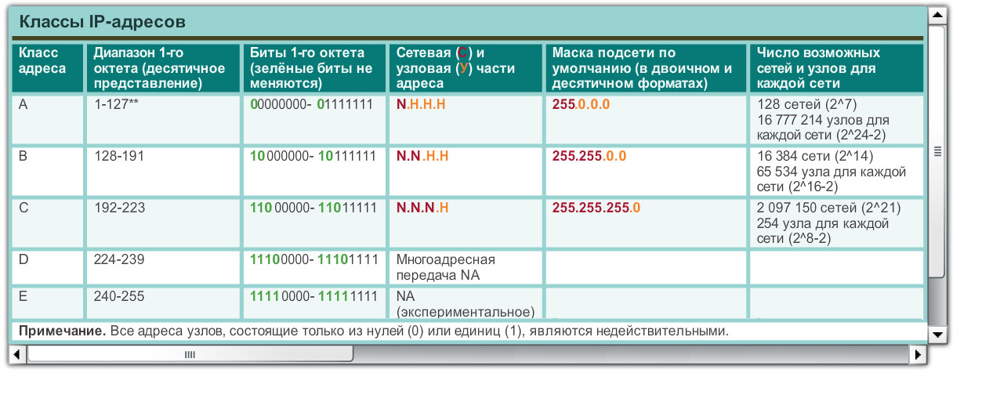 Классы IP-адресов
Класс
адреса
Диапазон 1-го
октета (десятичное
представление)
Биты 1-го октета
(зелёные биты не
меняются)
Сетевая (С) и
узловая (У) части
адреса
Маска подсети по
умолчанию (в двоичном и
десятичном форматах)
Число возможных
сетей и узлов для
каждой сети
A
1-127**
00000000- 01111111
N.H.H.H
255.0.0.0
128 сетей (2^7)
16 777 214 узлов для
каждой сети (2^24-2)
B
128-191
10000000- 10111111
N.N.H.H
255.255.0.0
16 384 сети (2^14)
65 534 узла для каждой
сети (2^16-2)
C
192-223
11000000- 11011111
N.N.N.H
255.255.255.0
2 097 150 сетей (2^21)
254 узла для каждой
сети (2^8-2)
D
224-239
11100000- 11101111
Многоадресная
передача NA
E
240-255
11110000- 11111111
NA
(экспериментальное)
Примечание. Все адреса узлов, состоящие только из нулей (0) или единиц (1), являются недействительными.